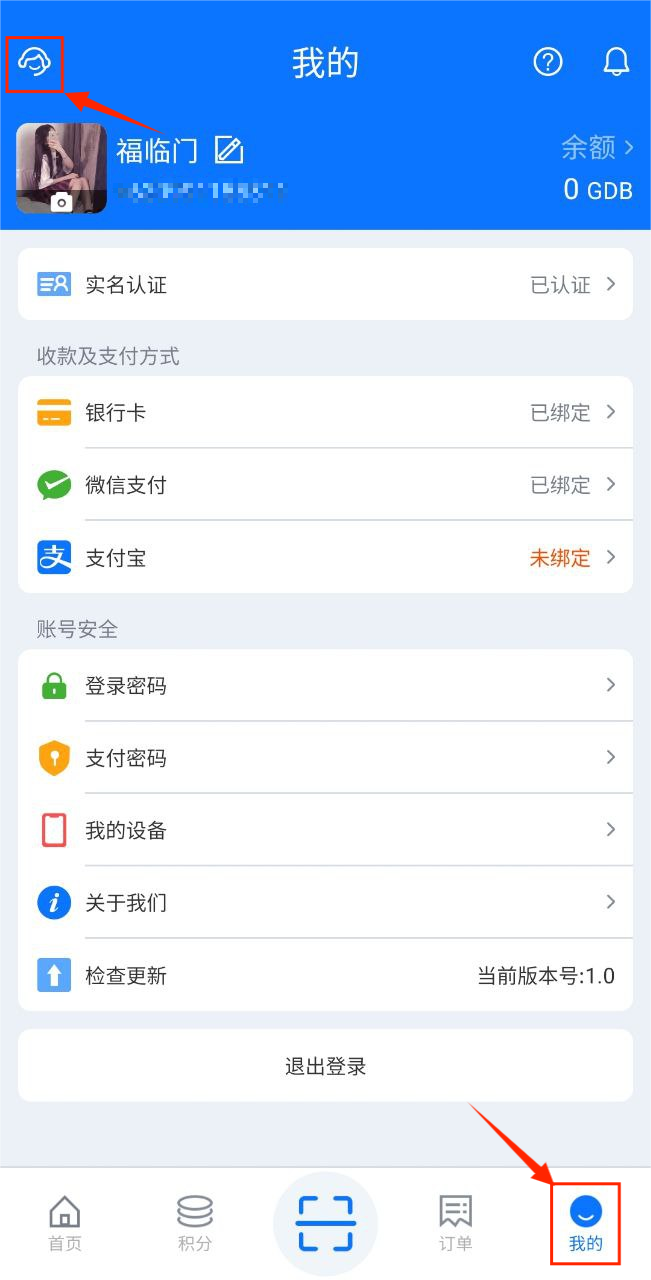 我的
福临门
余额
0 GDB
实名认证 已认证
收款及支付方式
银行卡 已绑定
微信支付 已绑定
支付宝 未绑定
账号安全
登录密码
支付密码
我的设备
关于我们
检查更新 当前版本号:1.0
退出登录
首页 积分 订单 我的